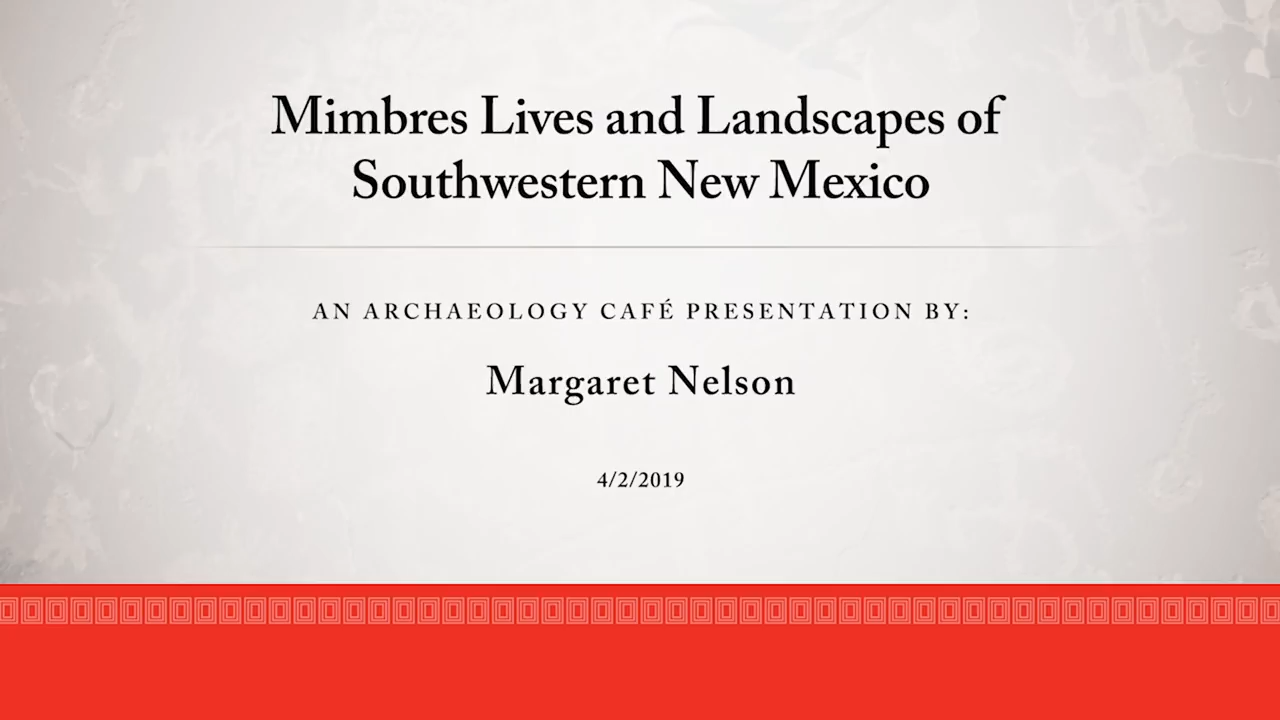 Mimbres Lives and Landscapes of
Southwestern New Mexico
AN ARCHAEOLOGY CAFÉ PRESENTATION BY:
Margaret Nelson
4/2/2019